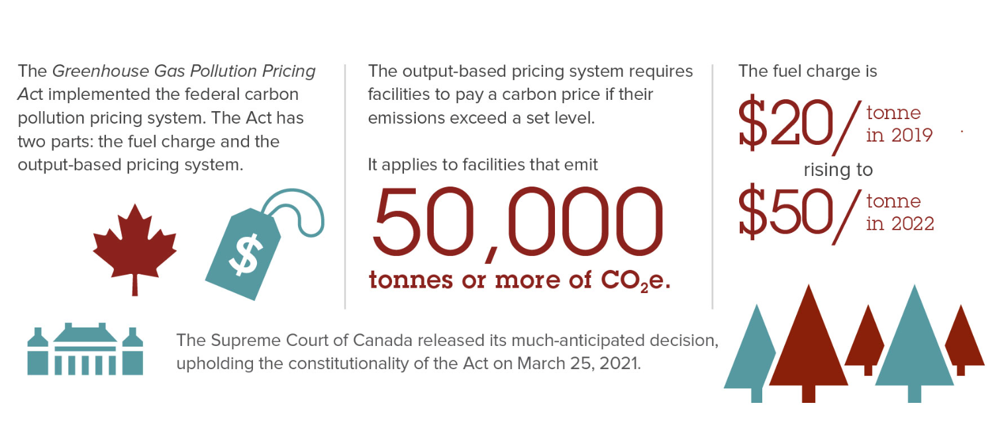 The Greenhouse Gas Pollution Pricing
Act implemented the federal carbon
pollution pricing system. The Act has
two parts: the fuel charge and the
output-based pricing system.
$
The output-based pricing system requires
facilities to pay a carbon price if their
emissions exceed a set level.
It applies to facilities that emit
50,000
tonnes or more of CO₂e.
The fuel charge is
$20/ tonne
in 2019
rising to
$50/ tonne
in 2022
The Supreme Court of Canada released its much-anticipated decision,
upholding the constitutionality of the Act on March 25, 2021.